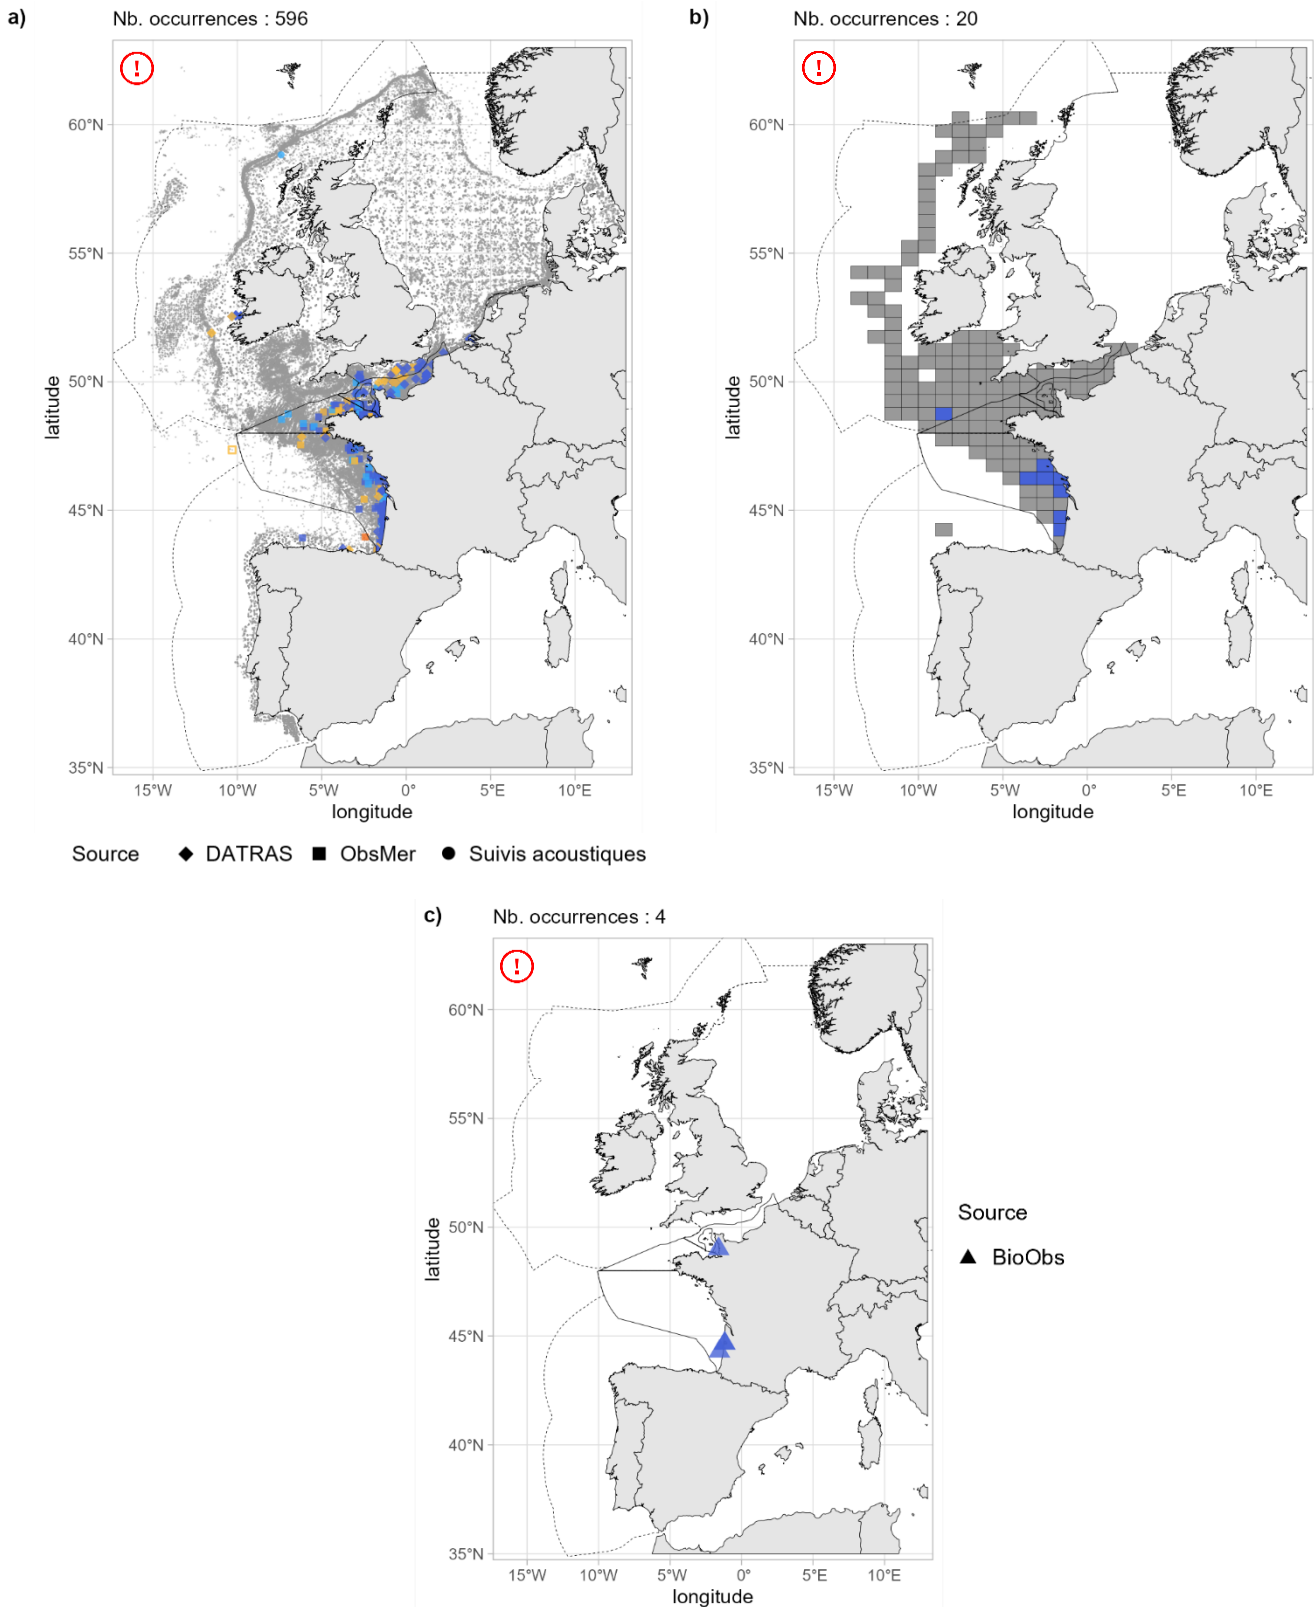 a)
Nb. occurrences : 596
!
60°N
55°N
50°N
45°N
40°N
35°N
latitude
15°W
10°W
5°W
0°
5°E
10°E
longitude
Source
DATRAS
ObsMer
Suivis acoustiques
b)
Nb. occurrences : 20
!
60°N
55°N
50°N
45°N
40°N
35°N
latitude
15°W
10°W
5°W
0°
5°E
10°E
longitude
c)
Nb. occurrences : 4
!
60°N
55°N
50°N
45°N
40°N
35°N
latitude
15°W
10°W
5°W
0°
5°E
10°E
longitude
Source
BioObs